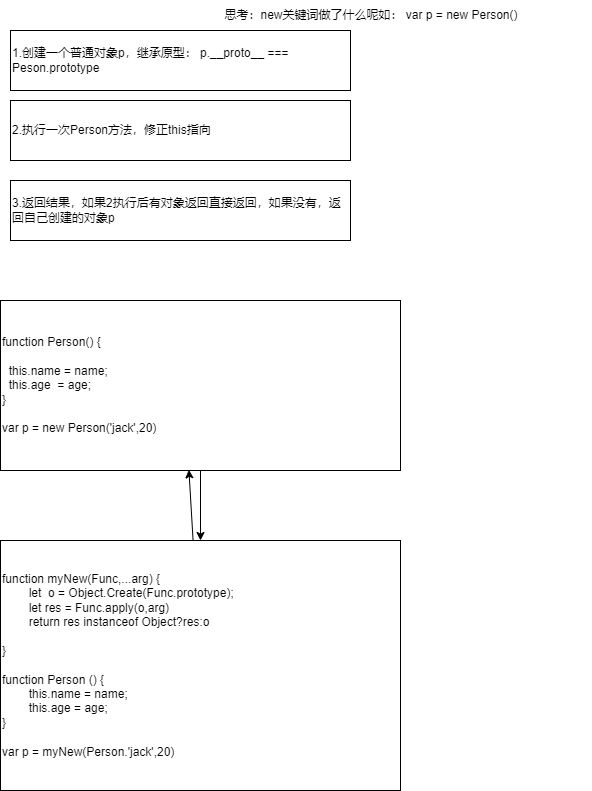 思考：new关键词做了什么呢如： var p = new Person()
1.创建一个普通对象p，继承原型： p.__proto__ ===
Peson.prototype
2.执行一次Person方法，修正this指向
3.返回结果，如果2执行后有对象返回直接返回，如果没有，返
回自己创建的对象p
function Person() {
this.name = name;
this.age  = age;
}
var p = new Person('jack',20)
function myNew(Func,...arg) {
let  o = Object.Create(Func.prototype);
let res = Func.apply(o,arg)
return res instanceof Object?res:o
}
function Person () {
this.name = name;
this.age = age;
}
var p = myNew(Person.'jack',20)